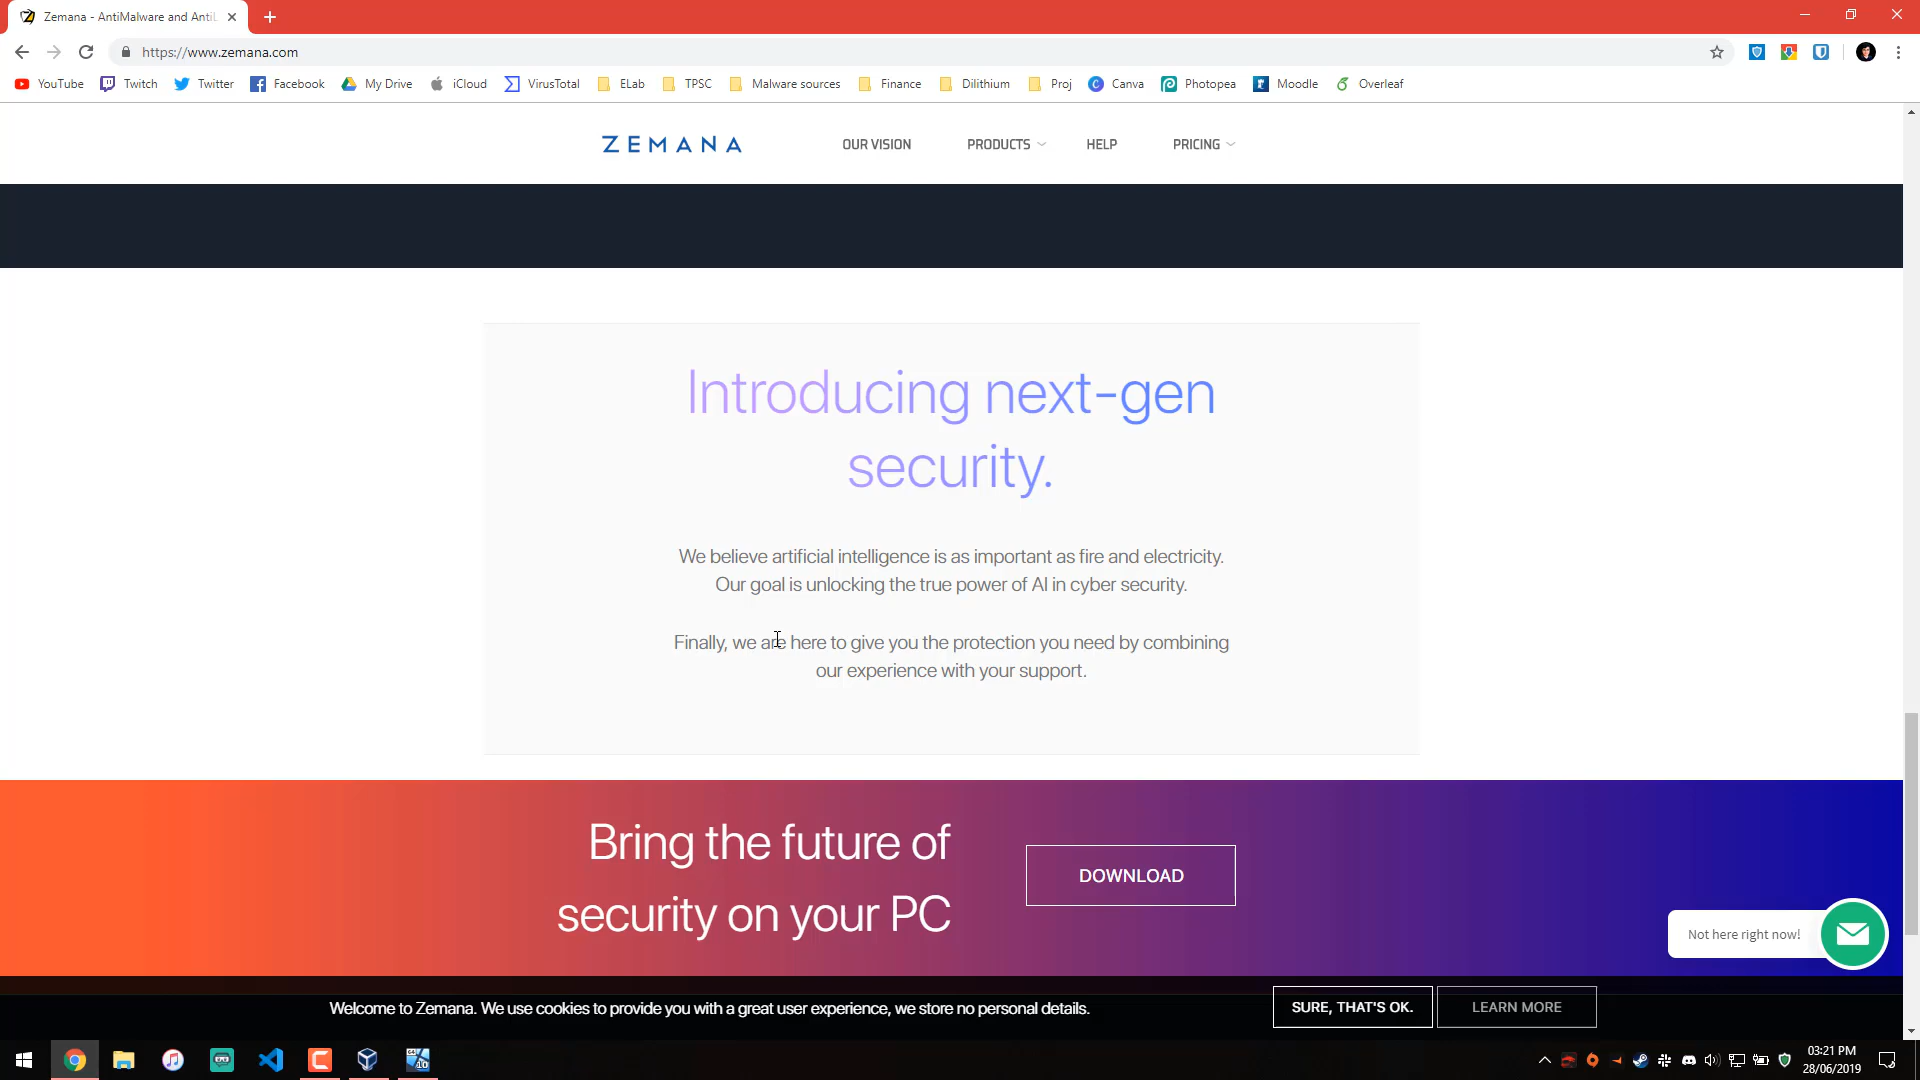 Zemana - AntiMalware and Anti
https://www.zemana.com
YouTube Twitch Twitter Facebook My Drive iCloud VirusTotal ELab TPSC Malware sources Finance Dilithium Proj Canva Photopea Moodle Overleaf
ZEMANA OUR VISION PRODUCTS HELP PRICING
Introducing next-gen
security.
We believe artificial intelligence is as important as fire and electricity.
Our goal is unlocking the true power of AI in cyber security.
Finally, we are here to give you the protection you need by combining
our experience with your support.
Bring the future of
security on your PC
DOWNLOAD
Not here right now!
Welcome to Zemana. We use cookies to provide you with a great user experience, we store no personal details.
SURE, THAT'S OK. LEARN MORE
03:21 PM
28/06/2019